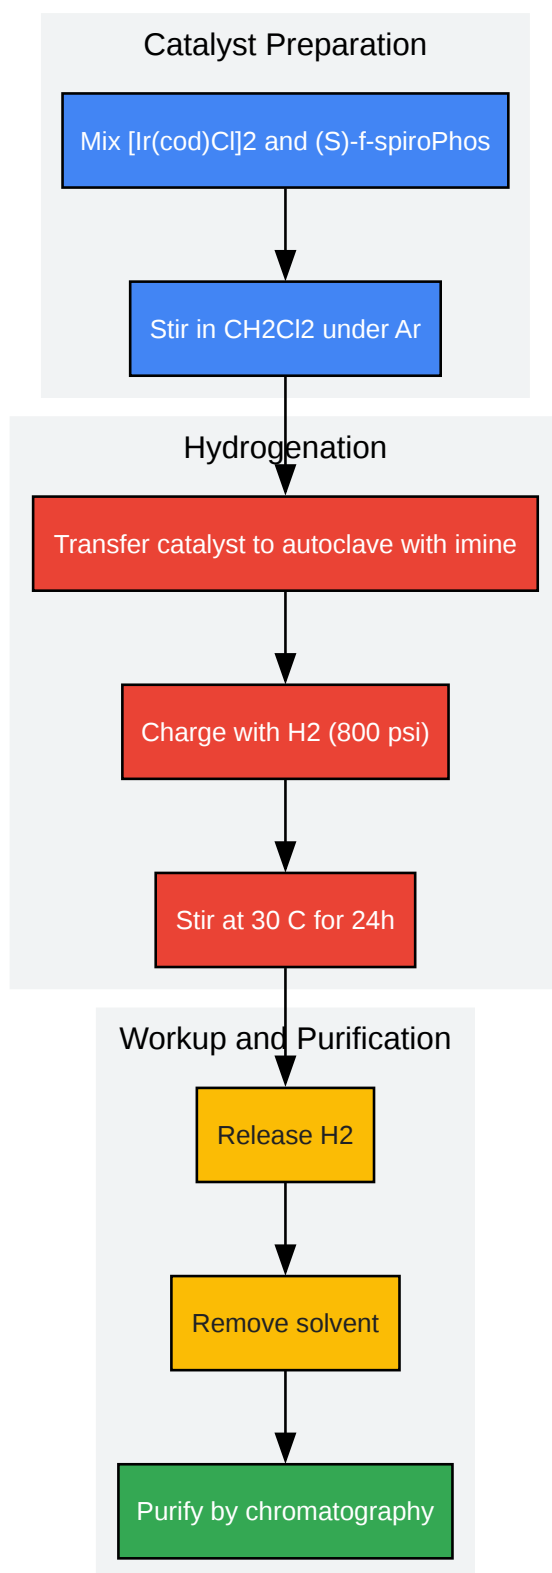 Catalyst Preparation
Mix [Ir(cod)Cl]2 and (S)-f-spiroPhos
Stir in CH2Cl2 under Ar
Hydrogenation
Transfer catalyst to autoclave with imine
Charge with H2 (800 psi)
Stir at 30 C for 24h
Workup and Purification
Release H2
Remove solvent
Purify by chromatography